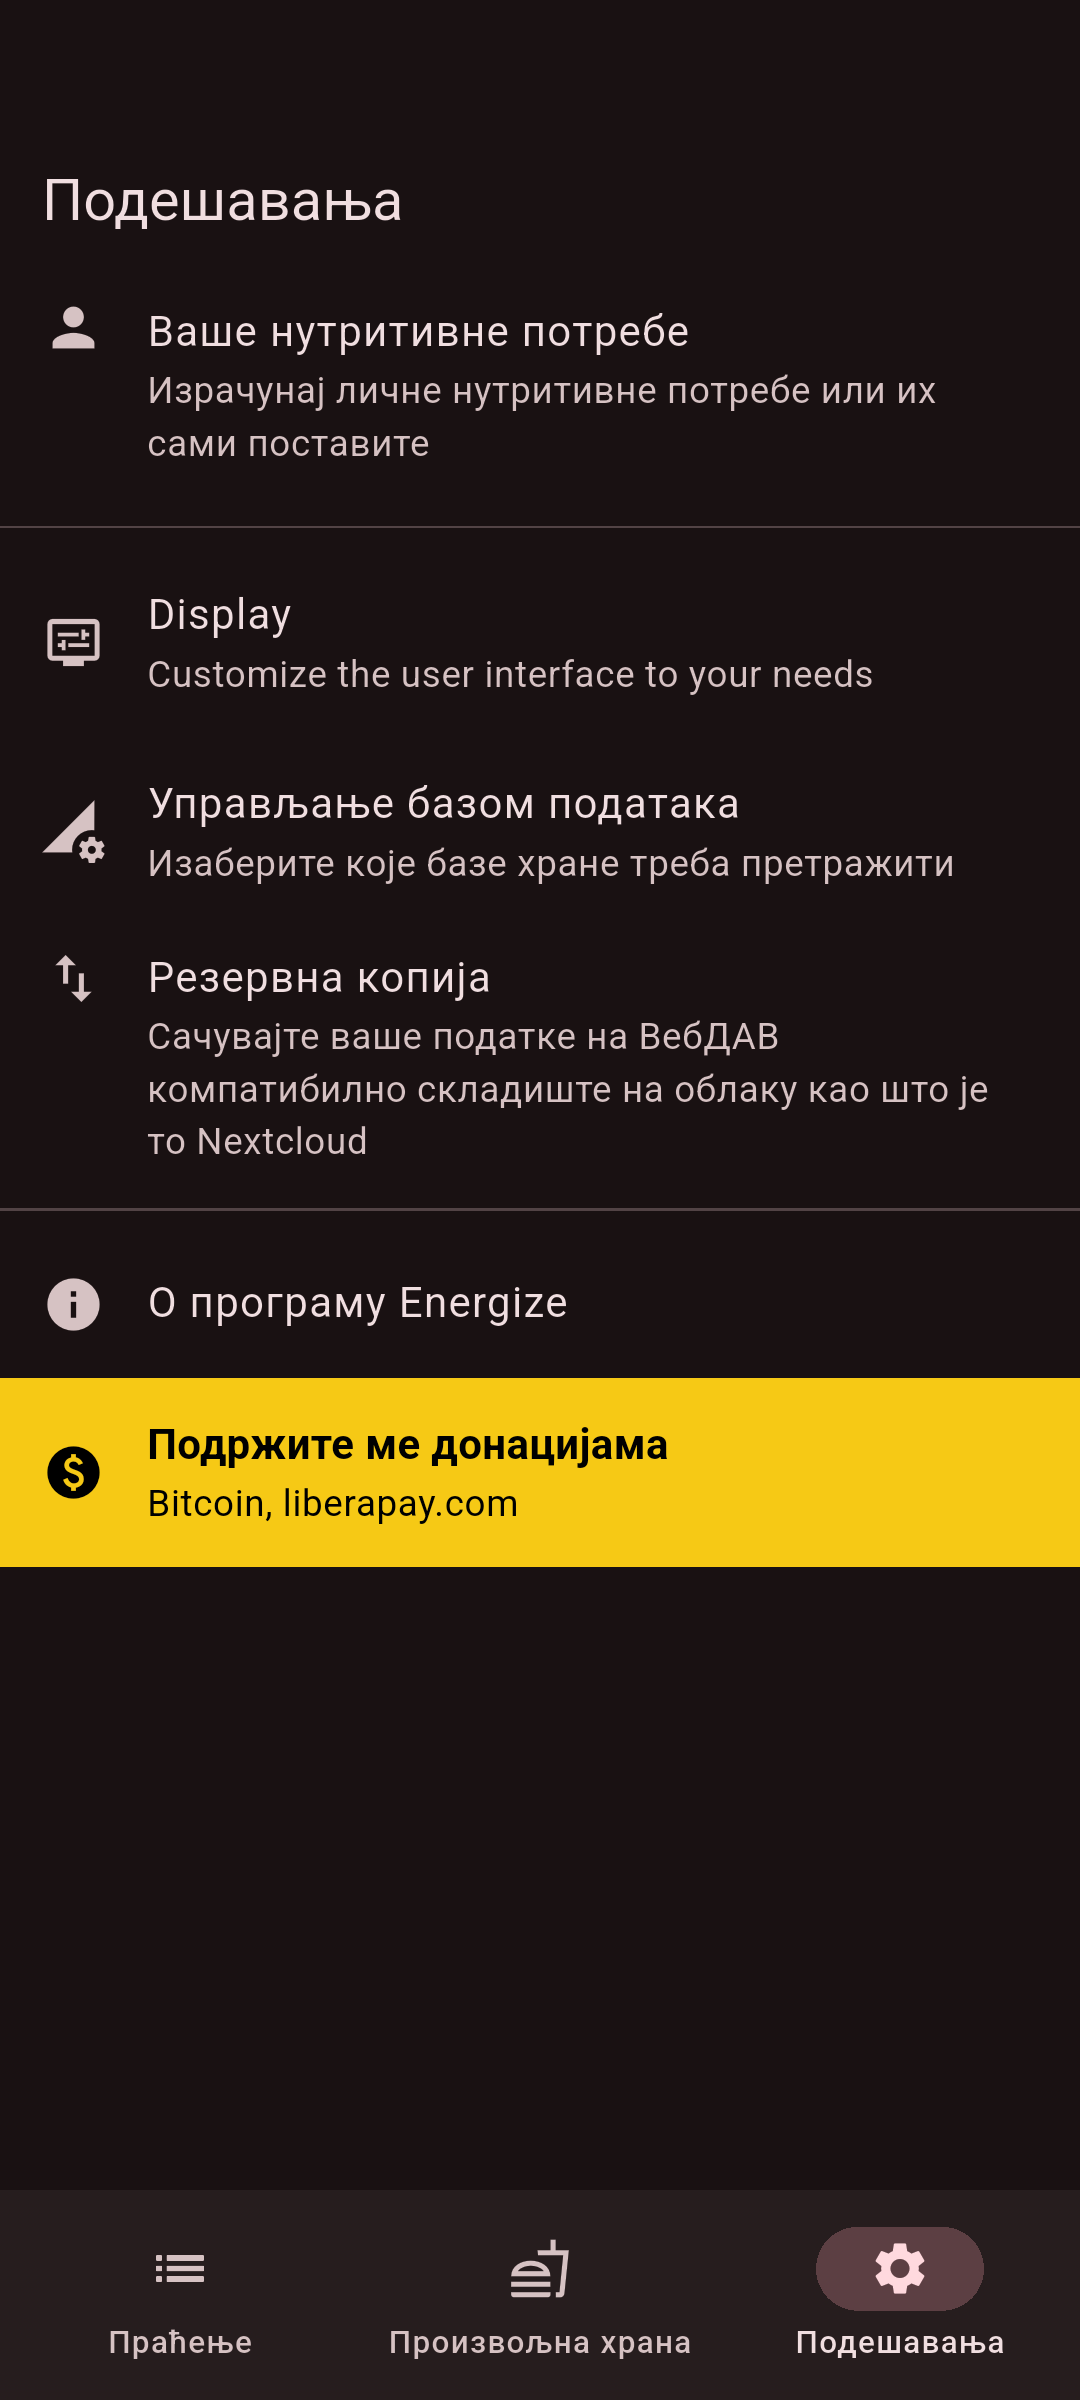 Подешавања
Ваше нутритивне потребе
Израчунај личне нутритивне потребе или их
сами поставите
Display
Customize the user interface to your needs
Управљање базом података
Изаберите које базе хране треба претражити
Резервна копија
Сачувајте ваше податке на ВебДАВ
компатибилно складиште на облаку као што је
то Nextcloud
О програму Energize
Подржите ме донацијама
Bitcoin, liberapay.com
Праћење
Произвољна храна
Подешавања